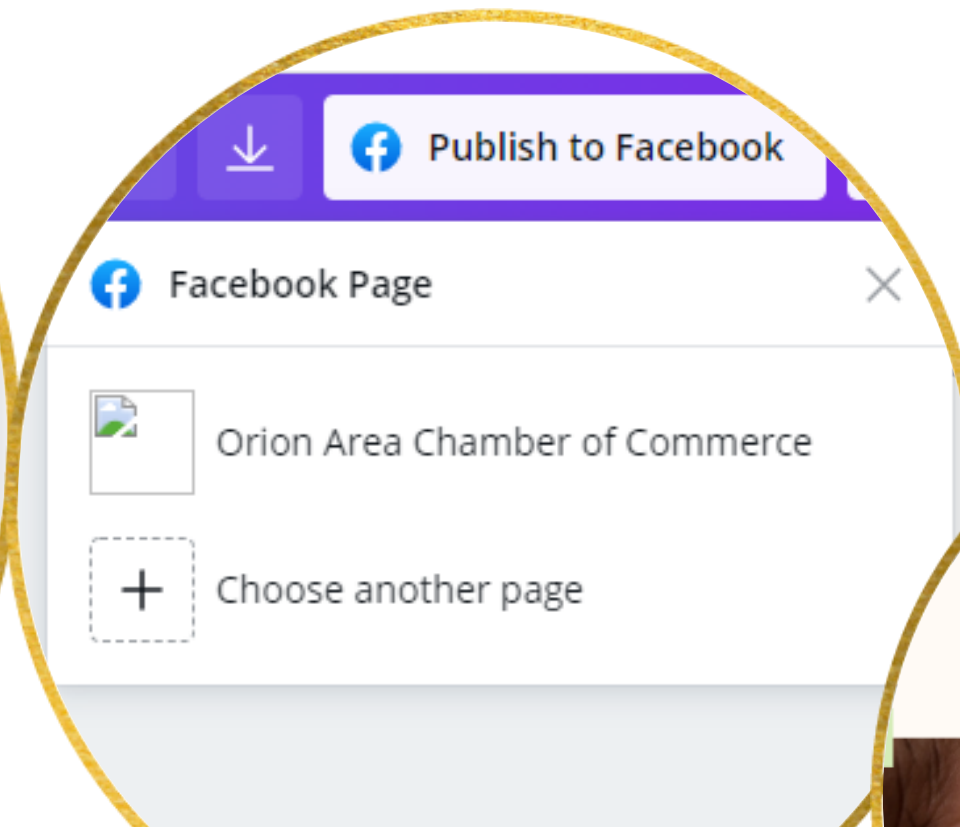 Publish to Facebook
Facebook Page
Orion Area Chamber of Commerce
Choose another page